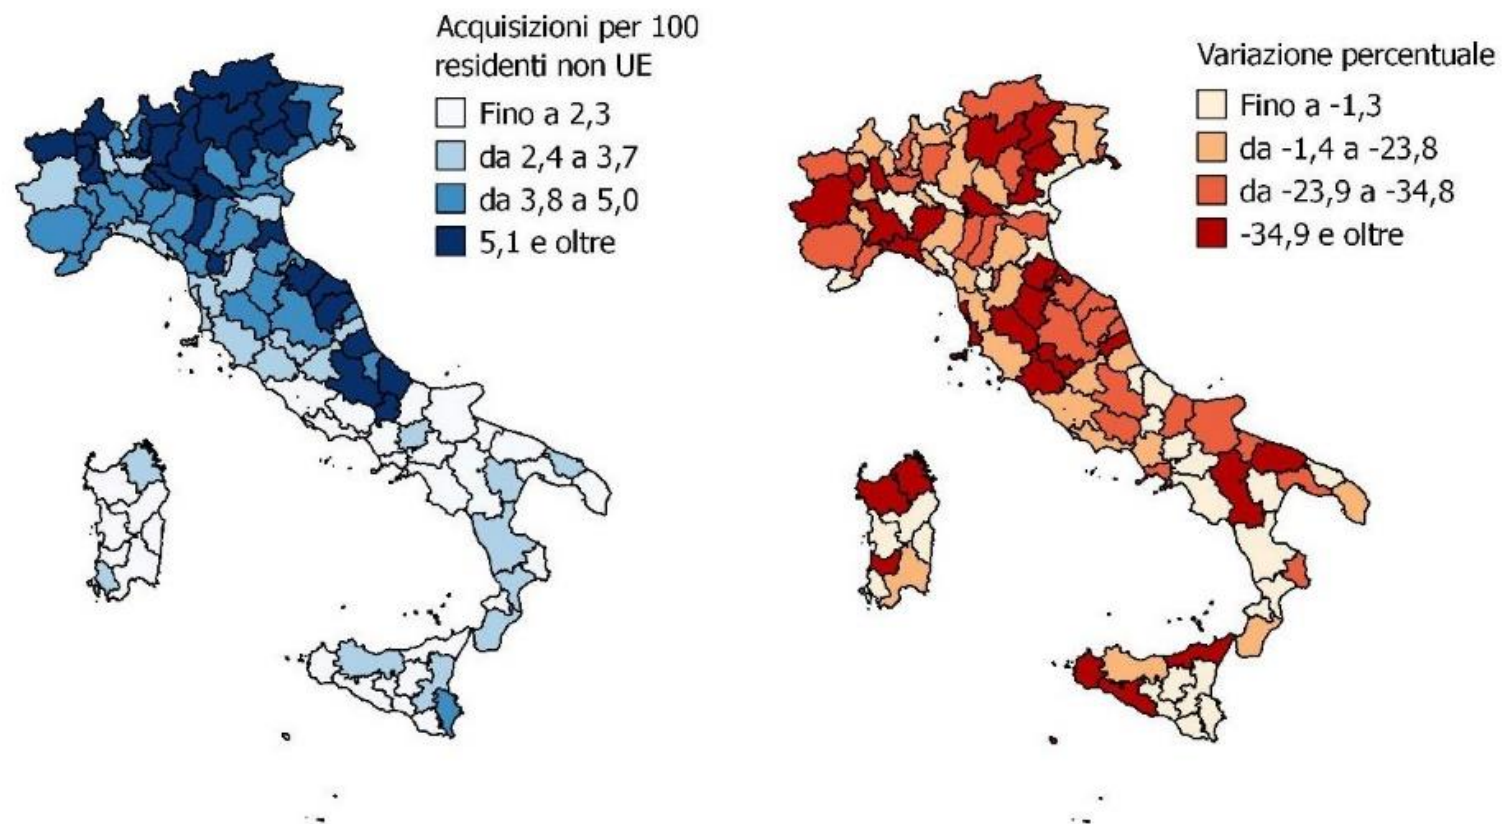 Acquisizioni per 100
residenti non UE
Fino a 2,3
da 2,4 a 3,7
da 3,8 a 5,0
5,1 e oltre
Variazione percentuale
Fino a -1,3
da -1,4 a -23,8
da -23,9 a -34,8
-34,9 e oltre